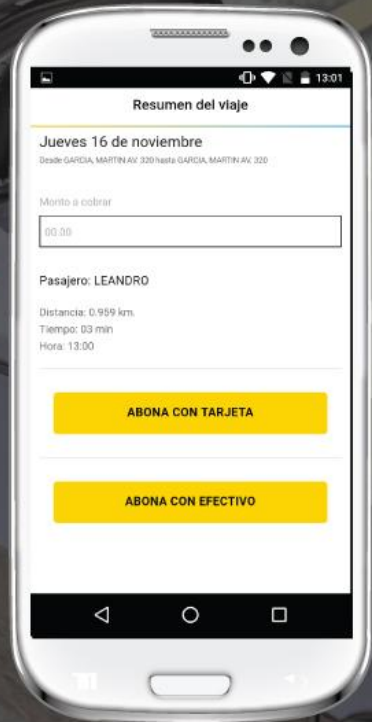 13:01
Resumen del viaje
Jueves 16 de noviembre
Desde GARCIA, MARTIN AV. 320 hasta GARCIA, MARTIN AV. 320
Monto a cobrar
00.00
Pasajero: LEANDRO
Distancia: 0.959 km.
Tiempo: 03 min
Hora: 13:00
ABONA CON TARJETA
ABONA CON EFECTIVO